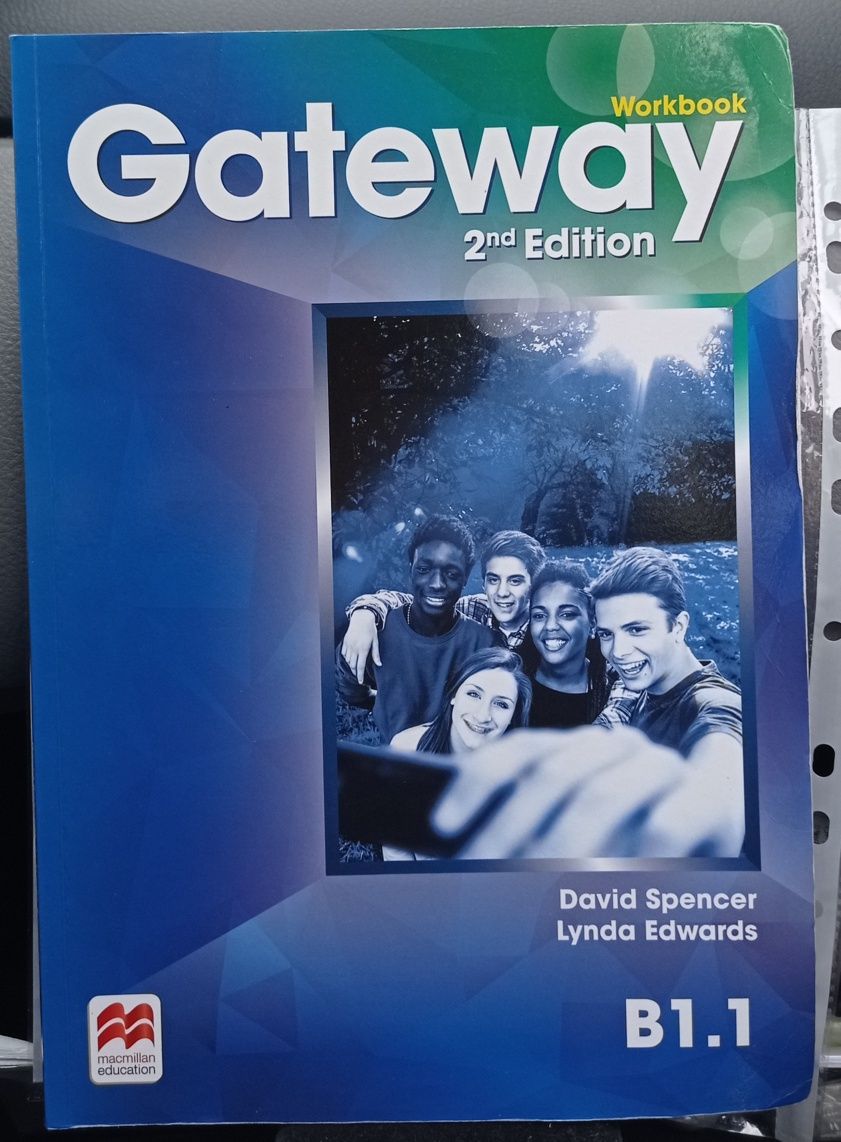 Workbook
Gateway
2nd Edition
David Spencer
Lynda Edwards
B1.1
macmillan
education